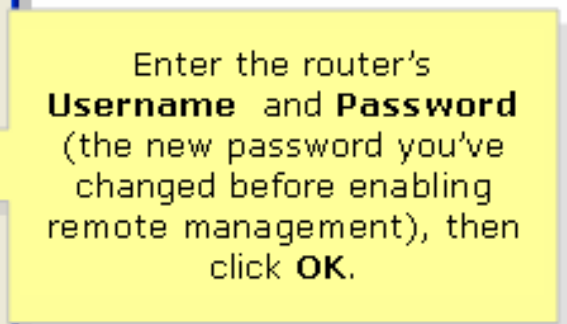 Enter the router's
Username and Password
(the new password you've
changed before enabling
remote management), then
click OK.